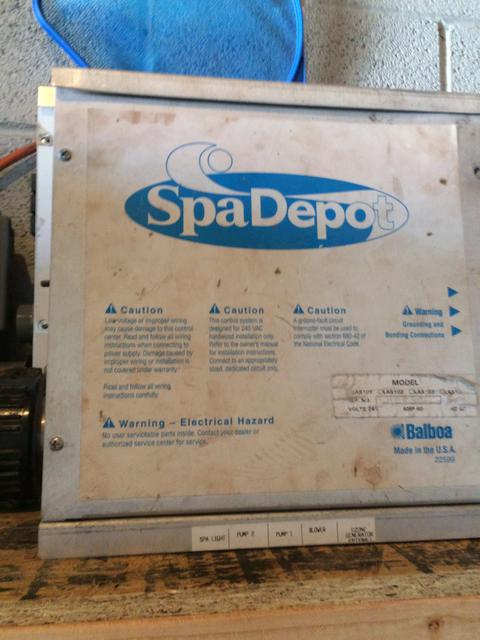 SpaDepot
Caution
Low voltage or improper wiring
may cause damage to this control
center. Read and follow all wiring
instructions when connecting to
power supply. Damage caused by
improper wiring or installation is
not covered under warranty.
Read and follow all wiring
instructions carefully.
Caution
This control system is
designed for 240 VAC
hardwired installation only.
Refer to the owner's manual
for installation instructions.
Connect to an appropriately
sized, dedicated circuit only.
Caution
A ground-fault circuit
interrupter must be used to
comply with section 680-42 of
the National Electrical Code.
Warning
Grounding and
Bonding Connections
Warning – Electrical Hazard
No user serviceable parts inside. Contact your dealer or
authorized service center for service.
MODEL
VOLTS 240
Balboa
Made in the U.S.A.
22599
SPA LIGHT
PUMP 2
PUMP 1
BLOWER
OZONE
GENERATOR